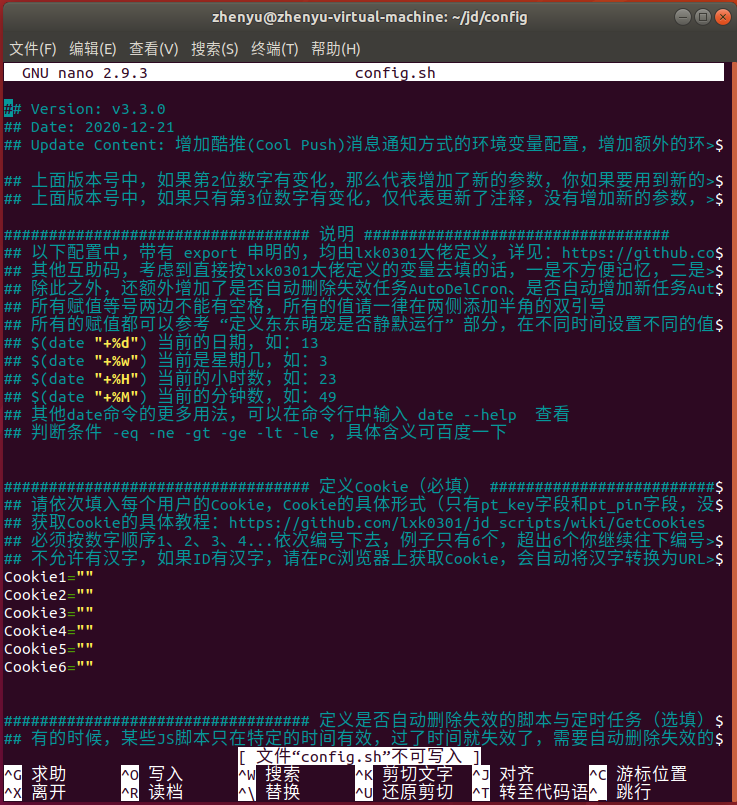 zhenyu@zhenyu-virtual-machine: ~/jd/config
文件(F) 编辑(E) 查看(V) 搜索(S) 终端(T) 帮助(H)
GNU nano 2.9.3 config.sh
## Version: v3.3.0
## Date: 2020-12-21
## Update Content: 增加酷推(Cool Push)消息通知方式的环境变量配置，增加额外的环>$
## 上面版本号中，如果第2位数字有变化，那么代表增加了新的参数，你如果要用到新的>$
## 上面版本号中，如果只有第3位数字有变化，仅代表更新了注释，没有增加新的参数，>$
################################## 说明 ##################################
## 以下配置中，带有 export 申明的，均由lxk0301大佬定义，详见：https://github.co$
## 其他互助码，考虑到直接按lxk0301大佬定义的变量去填的话，一是不方便记忆，二是>$
## 除此之外，还额外增加了是否自动删除失效任务AutoDelCron、是否自动增加新任务Aut$
## 所有赋值等号两边不能有空格，所有的值请一律在两侧添加半角的双引号
## 所有的赋值都可以参考 “定义东东萌宠是否静默运行” 部分，在不同时间设置不同的值$
## $(date "+%d") 当前的日期，如：13
## $(date "+%w") 当前是星期几，如：3
## $(date "+%H") 当前的小时数，如：23
## $(date "+%M") 当前的分钟数，如：49
## 其他date命令的更多用法，可以在命令行中输入 date --help  查看
## 判断条件 -eq -ne -gt -ge -lt -le ，具体含义可百度一下
################################## 定义Cookie（必填） #########################$
## 请依次填入每个用户的Cookie，Cookie的具体形式（只有pt_key字段和pt_pin字段，没$
## 获取Cookie的具体教程：https://github.com/lxk0301/jd_scripts/wiki/GetCookies
## 必须按数字顺序1、2、3、4...依次编号下去，例子只有6个，超出6个你继续往下编号>$
## 不允许有汉字，如果ID有汉字，请在PC浏览器上获取Cookie，会自动将汉字转换为URL>$
Cookie1=""
Cookie2=""
Cookie3=""
Cookie4=""
Cookie5=""
Cookie6=""
################################## 定义是否自动删除失效的脚本与定时任务（选填）$
## 有的时候，某些JS脚本只在特定的时间有效，过了时间就失效了，需要自动删除失效的$
[ 文件“config.sh”不可写入 ]
^G 求助 ^O 写入 ^W 搜索 ^K 剪切文字 ^J 对齐 ^C 游标位置
^X 离开 ^R 读档 ^\ 替换 ^U 还原剪切 ^T 转至代码语^_ 跳行